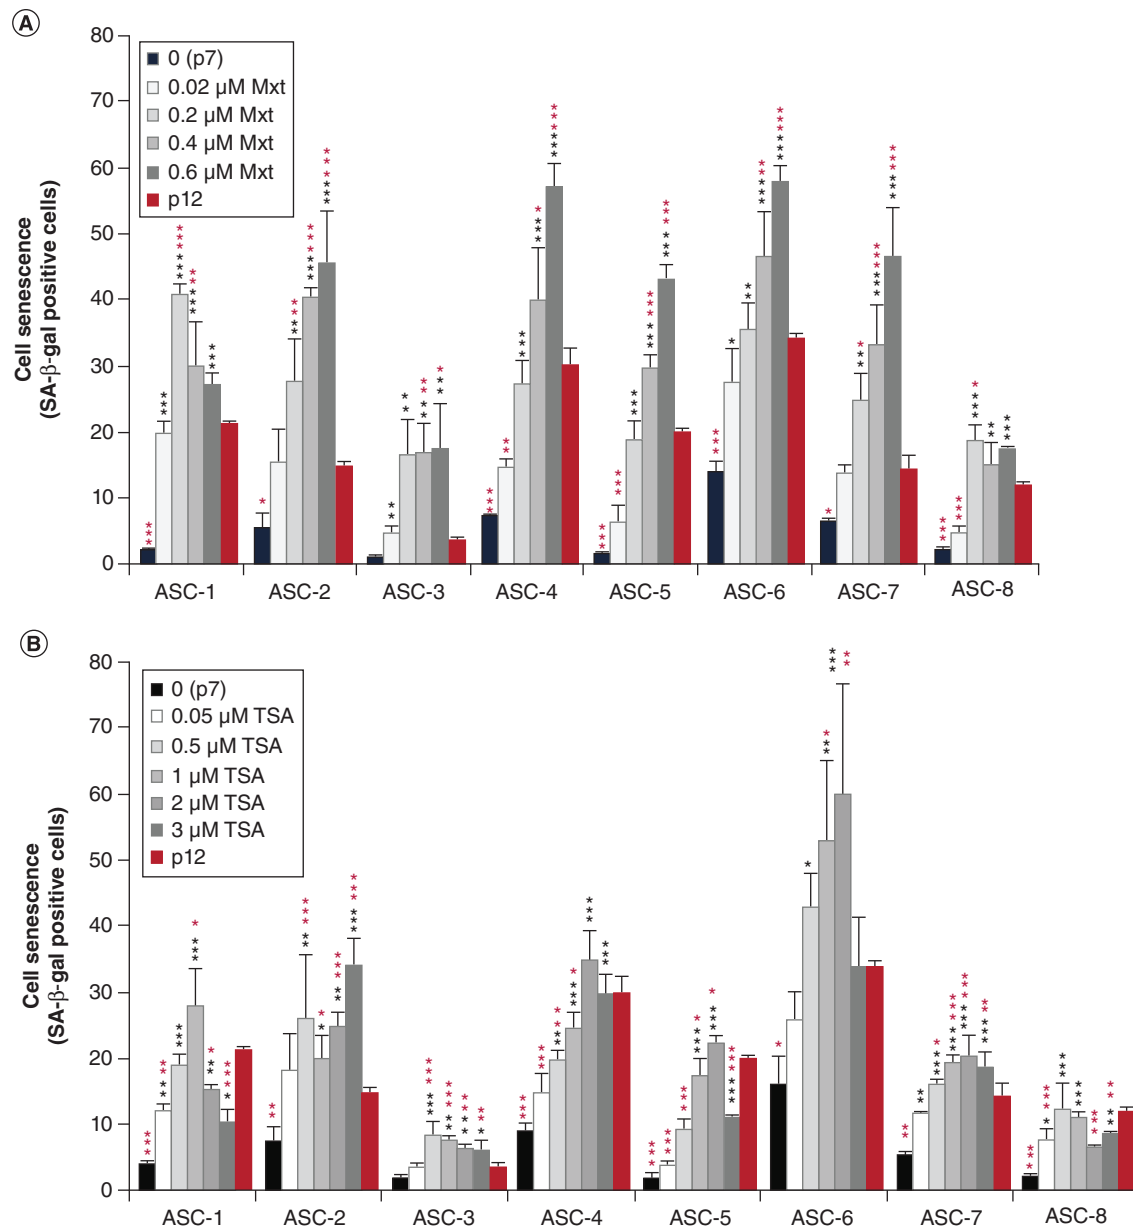 A
80
70
60
50
40
30
20
10
0
Cell senescence
(SA-β-gal positive cells)
0 (p7)
0.02 μM Mxt
0.2 μM Mxt
0.4 μM Mxt
0.6 μM Mxt
p12
ASC-1 ASC-2 ASC-3 ASC-4 ASC-5 ASC-6 ASC-7 ASC-8
B
80
70
60
50
40
30
20
10
0
Cell senescence
(SA-β-gal positive cells)
0 (p7)
0.05 μM TSA
0.5 μM TSA
1 μM TSA
2 μM TSA
3 μM TSA
p12
ASC-1 ASC-2 ASC-3 ASC-4 ASC-5 ASC-6 ASC-7 ASC-8